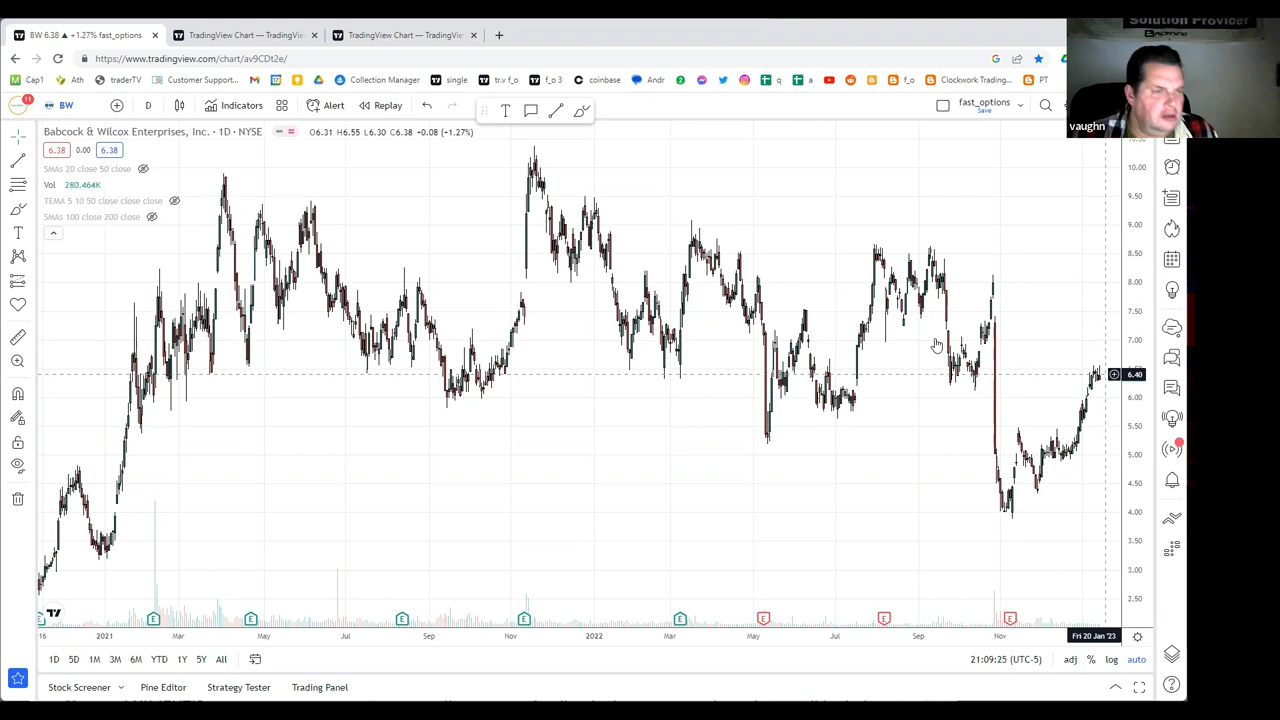 Solution Provider
vaughn
BW 6.38 ▲ +1.27% fast_options
TradingView Chart — TradingVie
TradingView Chart — TradingVie
https://www.tradingview.com/chart/av9CDt2e/
Cap1
Ath
traderTV
Customer Support...
Collection Manager
single
tr.v f_o
f_o 3
coinbase
Andr
q
a
f_o
Clockwork Trading...
PT
11
BW
D
Indicators
Alert
Replay
fast_options
Save
Babcock & Wilcox Enterprises, Inc. · 1D · NYSE
O6.31 H6.55 L6.30 C6.38 +0.08 (+1.27%)
6.38 0.00 6.38
SMAs 20 close 50 close
Vol 280.464K
TEMA 5 10 50 close close close
SMAs 100 close 200 close
10.00
9.50
9.00
8.50
8.00
7.50
7.00
6.40
6.00
5.50
5.00
4.50
4.00
3.50
3.00
2.50
E E E E E E E E E
16 2021 Mar May Jul Sep Nov 2022 Mar May Jul Sep Nov Fri 20 Jan '23
1D 5D 1M 3M 6M YTD 1Y 5Y All
21:09:25 (UTC-5)
adj % log auto
Stock Screener
Pine Editor
Strategy Tester
Trading Panel